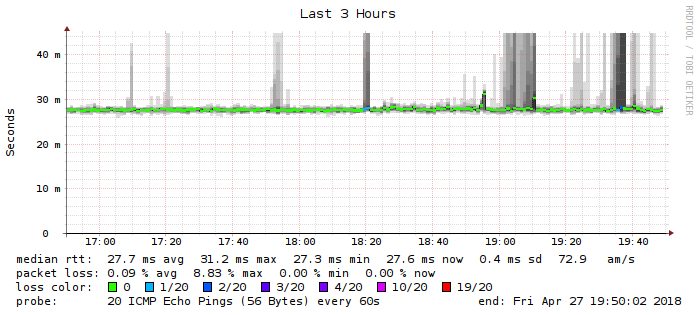 Last 3 Hours
RRDTOOL / TOBI OETIKER
Seconds
40 m
30 m
20 m
10 m
0
17:00 17:20 17:40 18:00 18:20 18:40 19:00 19:20 19:40
median rtt: 27.7 ms avg 31.2 ms max 27.3 ms min 27.6 ms now 0.4 ms sd 72.9 am/s
packet loss: 0.09 % avg 8.83 % max 0.00 % min 0.00 % now
loss color: 0 1/20 2/20 3/20 4/20 10/20 19/20
probe: 20 ICMP Echo Pings (56 Bytes) every 60s end: Fri Apr 27 19:50:02 2018